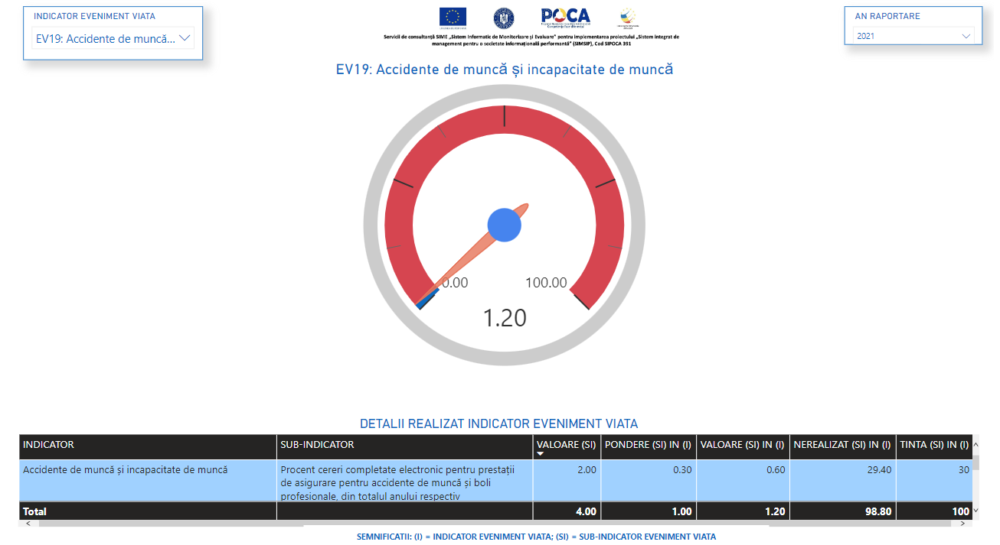 INDICATOR EVENIMENT VIATA
EV19: Accidente de muncă...
POCA
Servicii de consultanță SIME „Sistem Informatic de Monitorizare și Evaluare” pentru implementarea proiectului „Sistem integrat de
management pentru o societate informațională performantă” (SIMSIP), Cod SIPOCA 391
AN RAPORTARE
2021
EV19: Accidente de muncă și incapacitate de muncă
0.00
100.00
1.20
DETALII REALIZAT INDICATOR EVENIMENT VIATA
INDICATOR SUB-INDICATOR VALOARE (SI) PONDERE (SI) IN (I) VALOARE (SI) IN (I) NEREALIZAT (SI) IN (I) TINTA (SI) IN (I)
Accidente de muncă și incapacitate de muncă Procent cereri completate electronic pentru prestații 2.00 0.30 0.60 29.40 30
de asigurare pentru accidente de muncă și boli
profesionale, din totalul anului respectiv
Total 4.00 1.00 1.20 98.80 100
SEMNIFICATII: (I) = INDICATOR EVENIMENT VIATA; (SI) = SUB-INDICATOR EVENIMENT VIATA